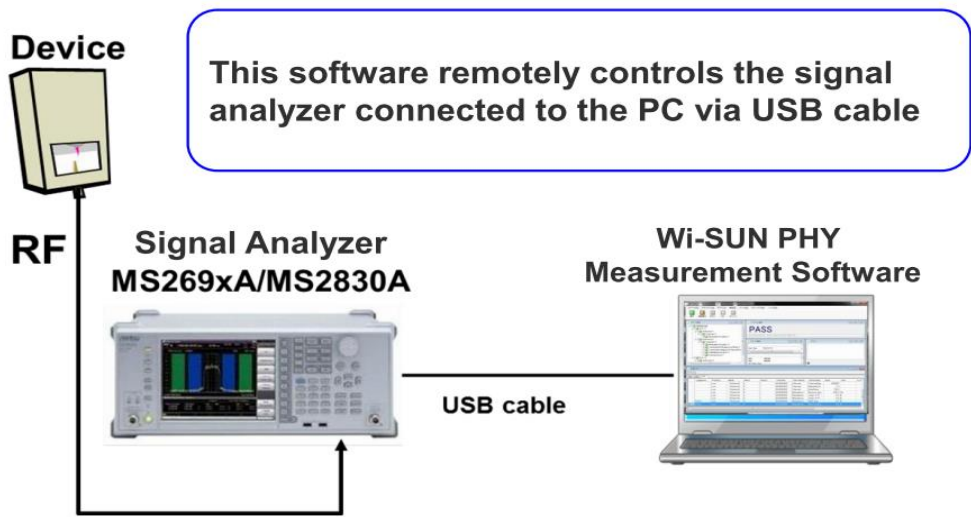 Device
This software remotely controls the signal
analyzer connected to the PC via USB cable
RF
Signal Analyzer
MS269xA/MS2830A
Wi-SUN PHY
Measurement Software
PASS
USB cable